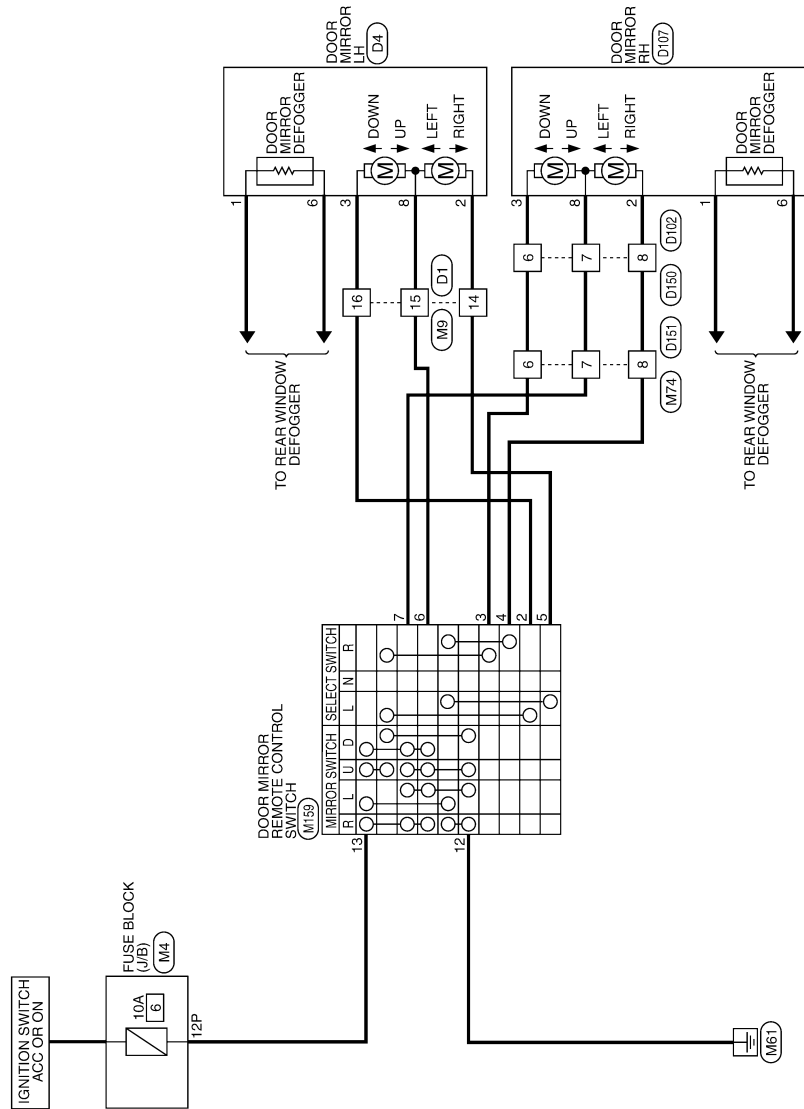 IGNITION SWITCH
ACC OR ON
FUSE BLOCK
(J/B)
M4
10A
6
12P
DOOR MIRROR
REMOTE CONTROL
SWITCH
M159
MIRROR SWITCH
SELECT SWITCH
R L U D L N R
13
12
7
6
3
4
2
5
M61
TO REAR WINDOW
DEFOGGER
16
15
14
M9
D1
1
6
3
8
2
DOOR
MIRROR
DEFOGGER
M
M
DOWN
UP
LEFT
RIGHT
DOOR
MIRROR
LH
D4
6
7
8
M74
D151
6
7
8
D150
D102
3
8
2
1
6
M
M
DOWN
UP
LEFT
RIGHT
DOOR
MIRROR
DEFOGGER
DOOR
MIRROR
RH
D107
TO REAR WINDOW
DEFOGGER